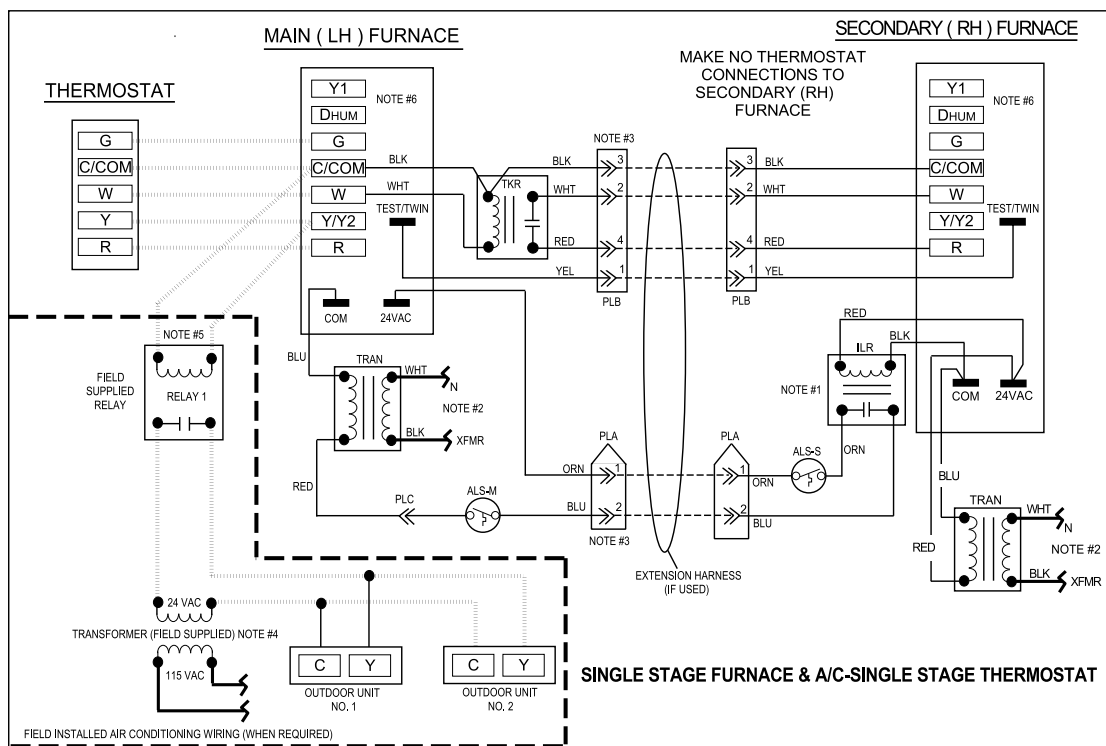 MAIN ( LH ) FURNACE
SECONDARY ( RH ) FURNACE
MAKE NO THERMOSTAT
CONNECTIONS TO
SECONDARY (RH)
FURNACE
THERMOSTAT
G
C/COM
W
Y
R
Y1
DHUM
G
C/COM
W
Y/Y2
R
NOTE #6
TEST/TWIN
COM
24VAC
BLK
WHT
TKR
BLK
WHT
RED
YEL
NOTE #3
3
2
4
1
PLB
3
2
4
1
PLB
BLK
WHT
RED
YEL
Y1
DHUM
G
C/COM
W
Y/Y2
R
NOTE #6
TEST/TWIN
RED
BLK
ILR
NOTE #1
COM
24VAC
ORN
ALS-S
BLU
RED
TRAN
WHT
N
NOTE #2
BLK
XFMR
BLU
TRAN
WHT
N
NOTE #2
BLK
XFMR
RED
PLC
ALS-M
ORN
BLU
PLA
1
2
NOTE #3
PLA
1
2
ORN
BLU
EXTENSION HARNESS
(IF USED)
NOTE #5
FIELD
SUPPLIED
RELAY
RELAY 1
24 VAC
TRANSFORMER (FIELD SUPPLIED) NOTE #4
115 VAC
C
Y
OUTDOOR UNIT
NO. 1
C
Y
OUTDOOR UNIT
NO. 2
SINGLE STAGE FURNACE & A/C-SINGLE STAGE THERMOSTAT
FIELD INSTALLED AIR CONDITIONING WIRING (WHEN REQUIRED)